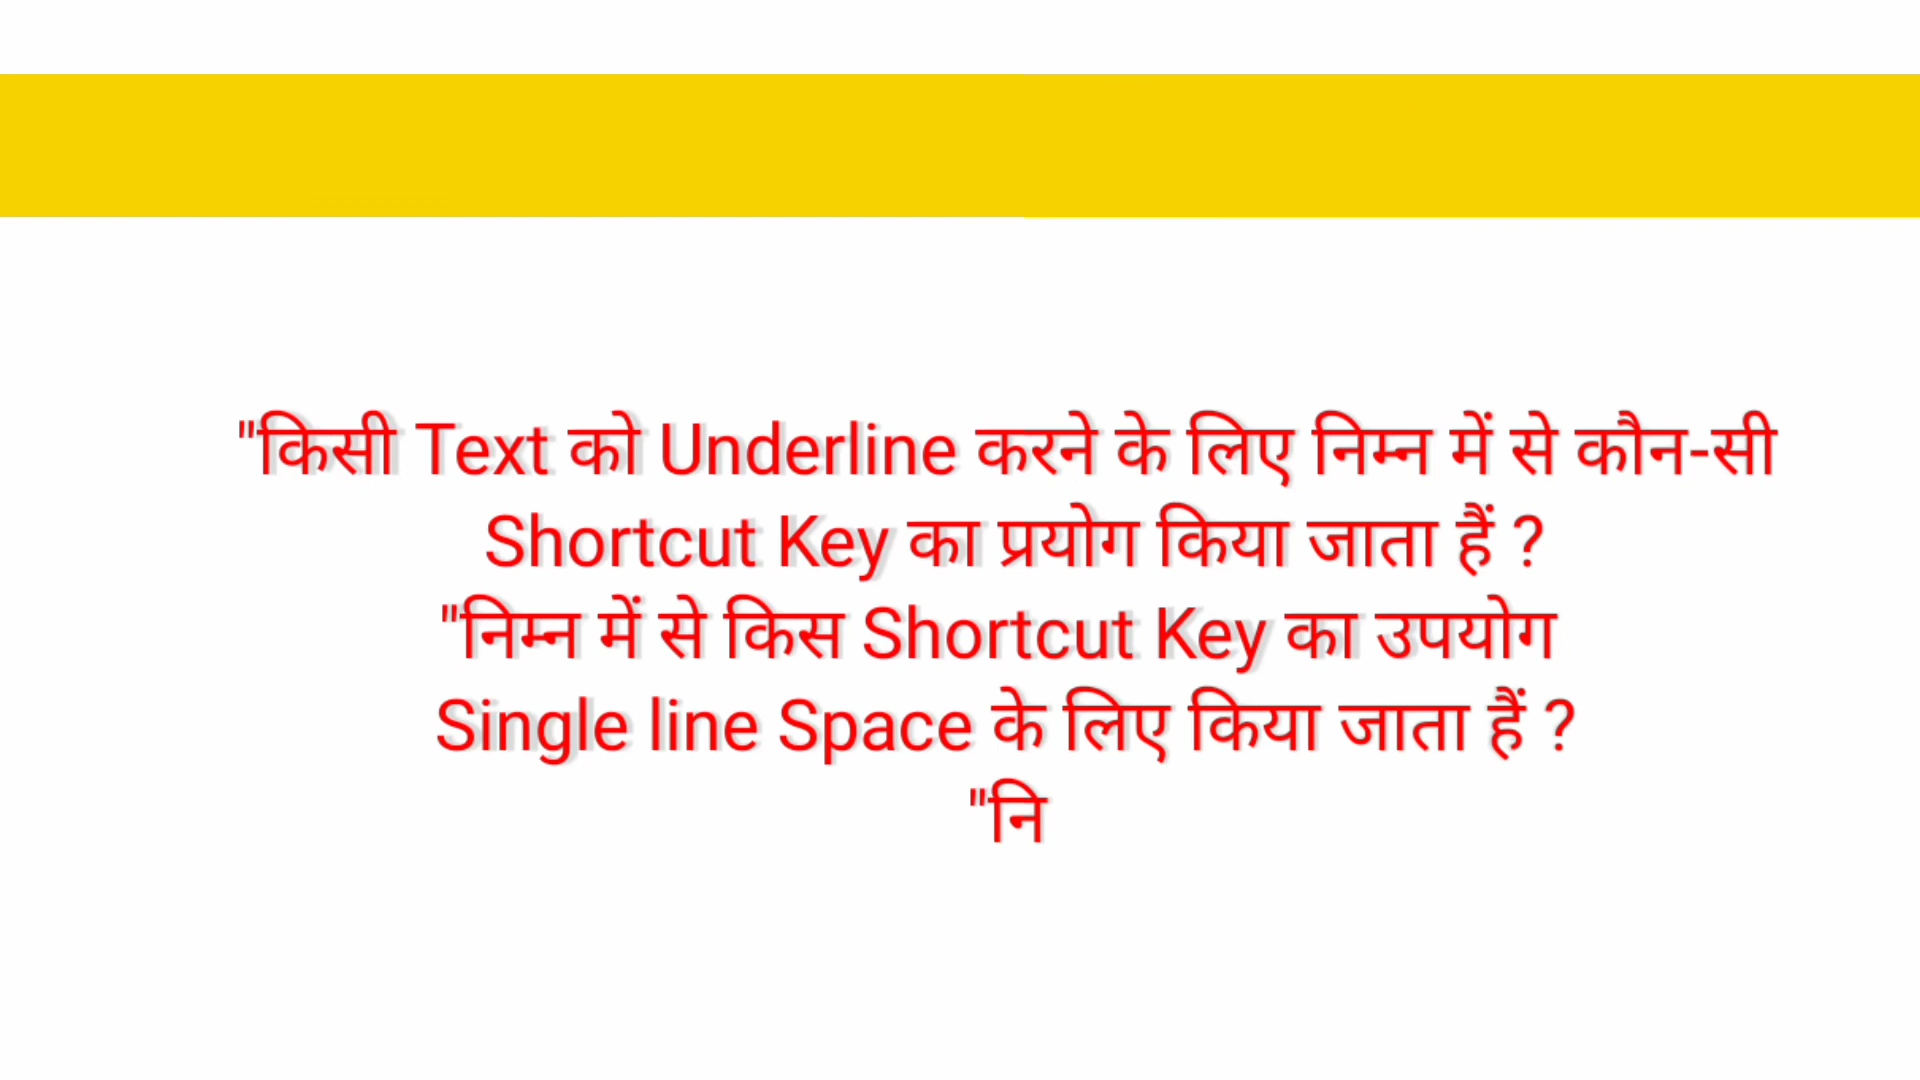 "किसी Text को Underline करने के लिए निम्न में से कौन-सी
Shortcut Key का प्रयोग किया जाता हैं ?
"निम्न में से किस Shortcut Key का उपयोग
Single line Space के लिए किया जाता हैं ?
"नि